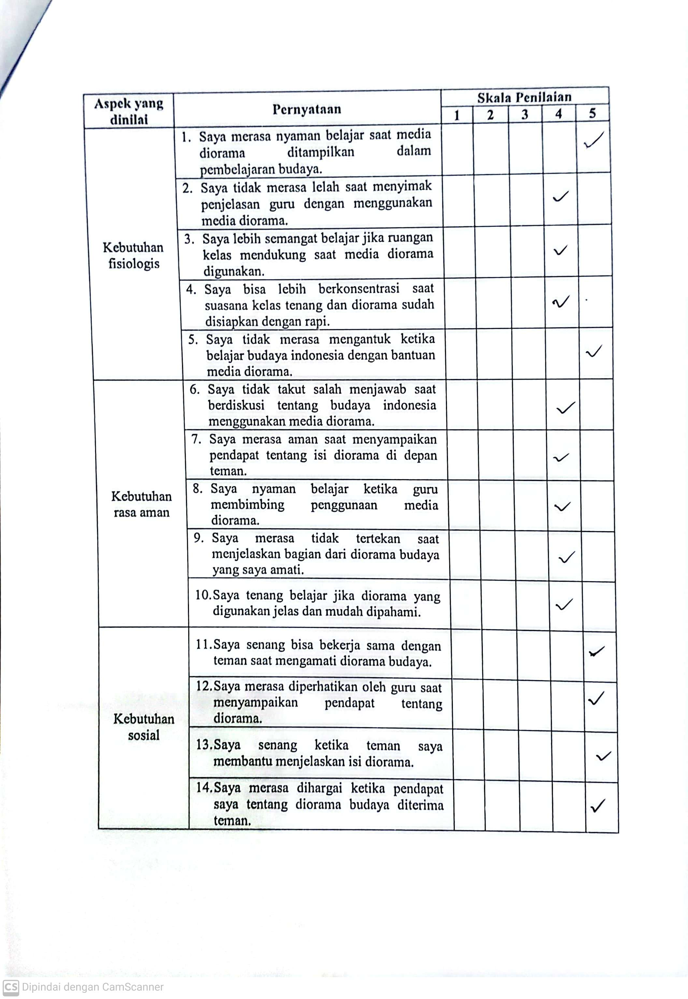 Aspek yang dinilai
Pernyataan
Skala Penilaian
1 2 3 4 5
Kebutuhan fisiologis
1. Saya merasa nyaman belajar saat media
diorama ditampilkan dalam
pembelajaran budaya.
✓
2. Saya tidak merasa lelah saat menyimak
penjelasan guru dengan menggunakan
media diorama.
✓
3. Saya lebih semangat belajar jika ruangan
kelas mendukung saat media diorama
digunakan.
✓
4. Saya bisa lebih berkonsentrasi saat
suasana kelas tenang dan diorama sudah
disiapkan dengan rapi.
✓
5. Saya tidak merasa mengantuk ketika
belajar budaya indonesia dengan bantuan
media diorama.
✓
Kebutuhan rasa aman
6. Saya tidak takut salah menjawab saat
berdiskusi tentang budaya indonesia
menggunakan media diorama.
✓
7. Saya merasa aman saat menyampaikan
pendapat tentang isi diorama di depan
teman.
✓
8. Saya nyaman belajar ketika guru
membimbing penggunaan media
diorama.
✓
9. Saya merasa tidak tertekan saat
menjelaskan bagian dari diorama budaya
yang saya amati.
✓
10.Saya tenang belajar jika diorama yang
digunakan jelas dan mudah dipahami.
✓
Kebutuhan sosial
11.Saya senang bisa bekerja sama dengan
teman saat mengamati diorama budaya.
✓
12.Saya merasa diperhatikan oleh guru saat
menyampaikan pendapat tentang
diorama.
✓
13.Saya senang ketika teman saya
membantu menjelaskan isi diorama.
✓
14.Saya merasa dihargai ketika pendapat
saya tentang diorama budaya diterima
teman.
✓
CS Dipindai dengan CamScanner